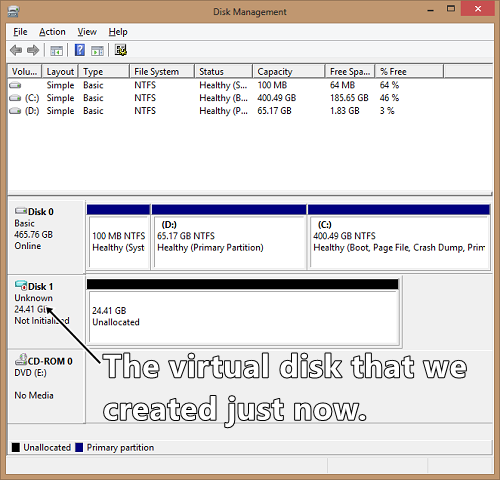 Disk Management
File Action View Help
Volu... Layout Type File System Status Capacity Free Spa... % Free
Simple Basic NTFS Healthy (S... 100 MB 64 MB 64 %
(C:) Simple Basic NTFS Healthy (B... 400.49 GB 185.65 GB 46 %
(D:) Simple Basic NTFS Healthy (P... 65.17 GB 1.83 GB 3 %
Disk 0
Basic
465.76 GB
Online
100 MB NTFS
Healthy (Syst
(D:)
65.17 GB NTFS
Healthy (Primary Partition)
(C:)
400.49 GB NTFS
Healthy (Boot, Page File, Crash Dump, Prim
Disk 1
Unknown
24.41 G
Not Initialized
24.41 GB
Unallocated
CD-ROM 0
DVD (E:)
No Media
The virtual disk that we
created just now.
Unallocated Primary partition